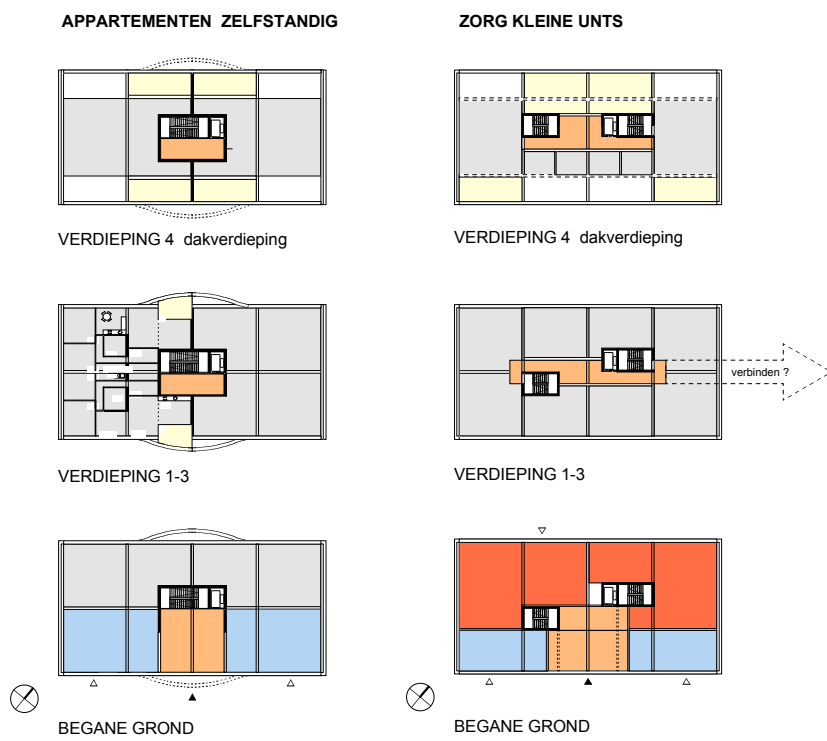 APPARTEMENTEN ZELFSTANDIG
ZORG KLEINE UNTS
VERDIEPING 4 dakverdieping
VERDIEPING 4 dakverdieping
verbinden ?
VERDIEPING 1-3
VERDIEPING 1-3
BEGANE GROND
BEGANE GROND